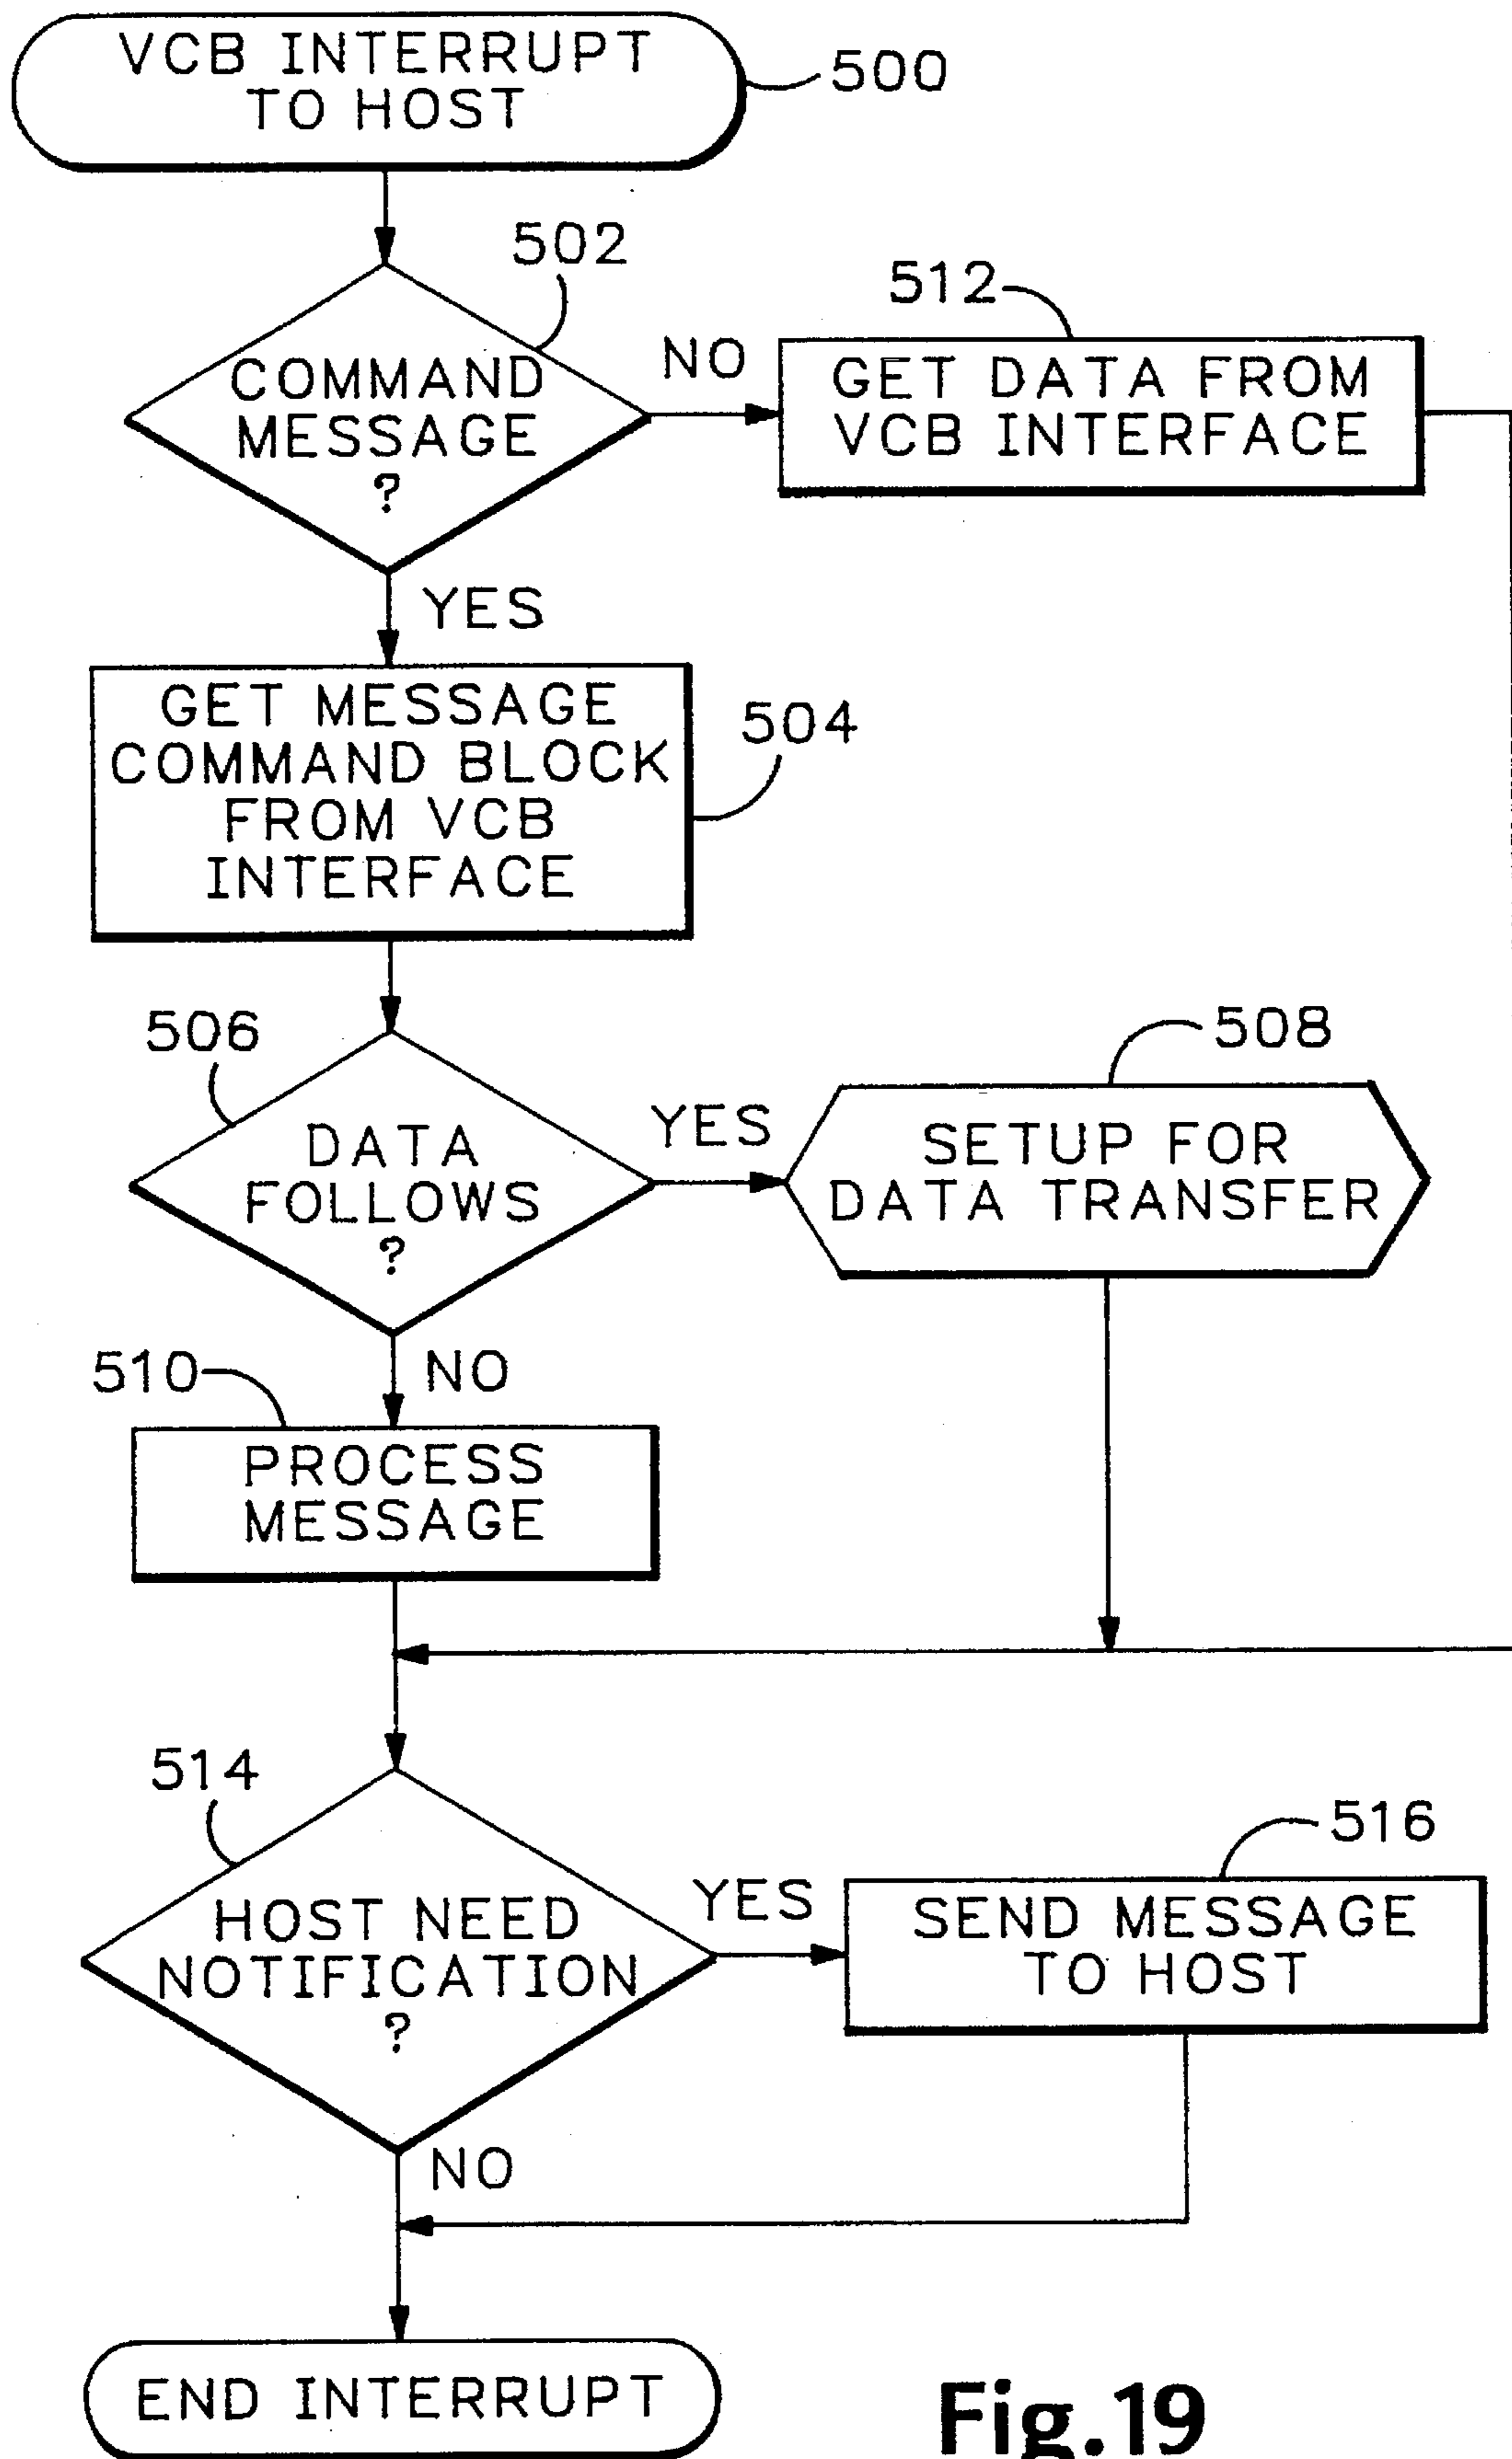 VCB INTERRUPT
TO HOST
500
502
COMMAND
MESSAGE
?
NO
512
GET DATA FROM
VCB INTERFACE
YES
GET MESSAGE
COMMAND BLOCK
FROM VCB
INTERFACE
504
506
DATA
FOLLOWS
?
YES
508
SETUP FOR
DATA TRANSFER
NO
510
PROCESS
MESSAGE
514
HOST NEED
NOTIFICATION
?
YES
516
SEND MESSAGE
TO HOST
NO
END INTERRUPT
Fig.19